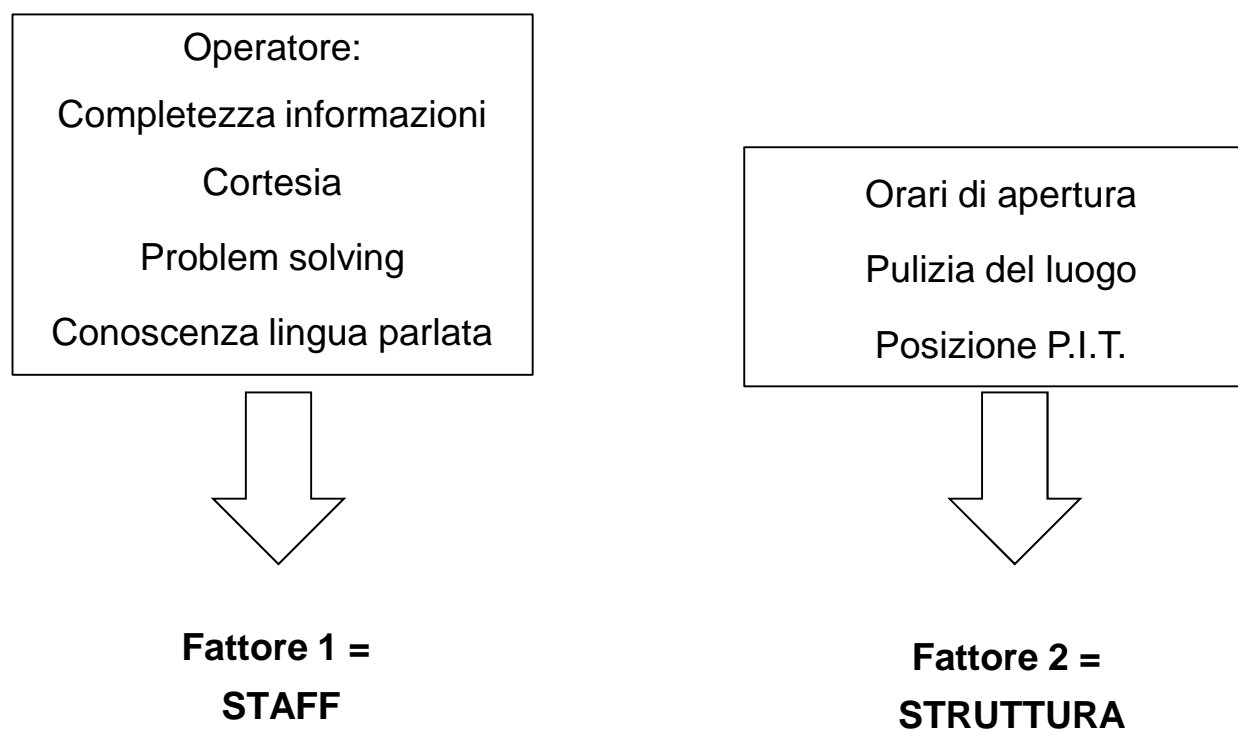 Operatore:
Completezza informazioni
Cortesia
Problem solving
Conoscenza lingua parlata
Orari di apertura
Pulizia del luogo
Posizione P.I.T.
Fattore 1 =
STAFF
Fattore 2 =
STRUTTURA